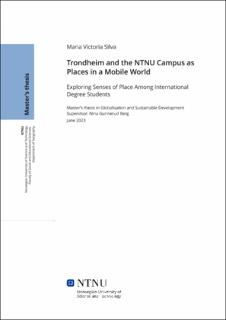 Maria Victoria Silva
Trondheim and the NTNU Campus as
Places in a Mobile World
Exploring Senses of Place Among International
Degree Students
Master's thesis in Globalisation and Sustainable Development
Supervisor: Nina Gunnerud Berg
June 2023
Master's thesis
NTNU
Norwegian University of Science and Technology
Faculty of Social and Educational Sciences
Department of Geography
NTNU
Norwegian University of
Science and Technology